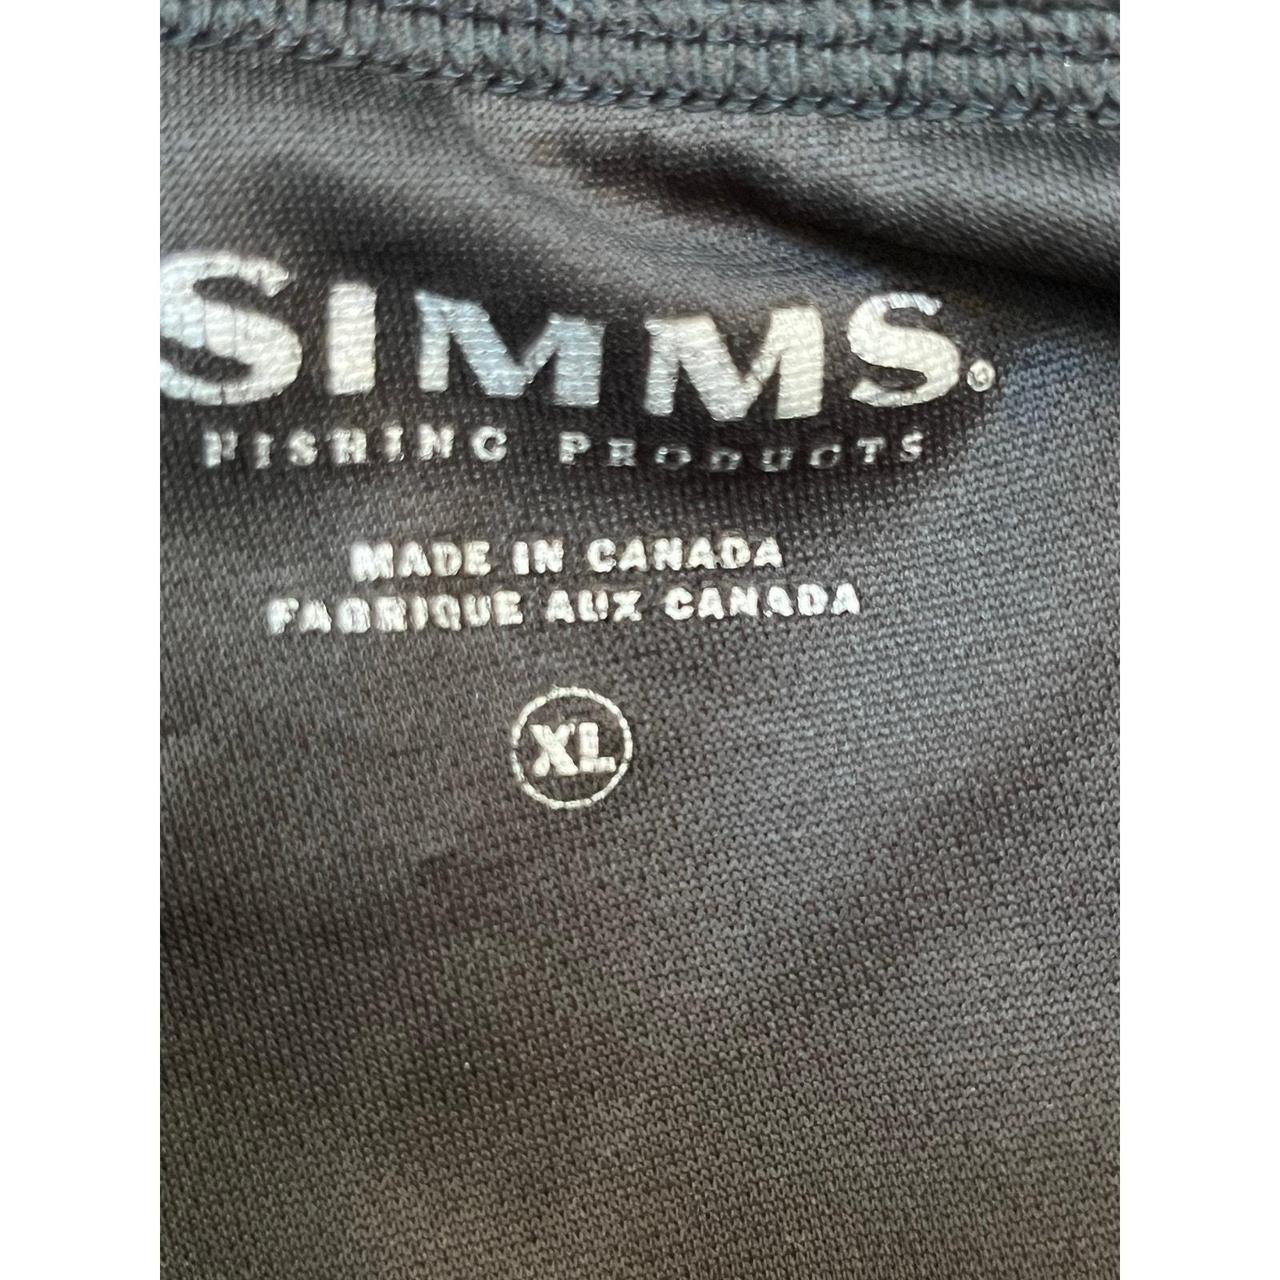 SIMMS®
FISHING PRODUCTS
MADE IN CANADA
FABRIQUE AUX CANADA
XL